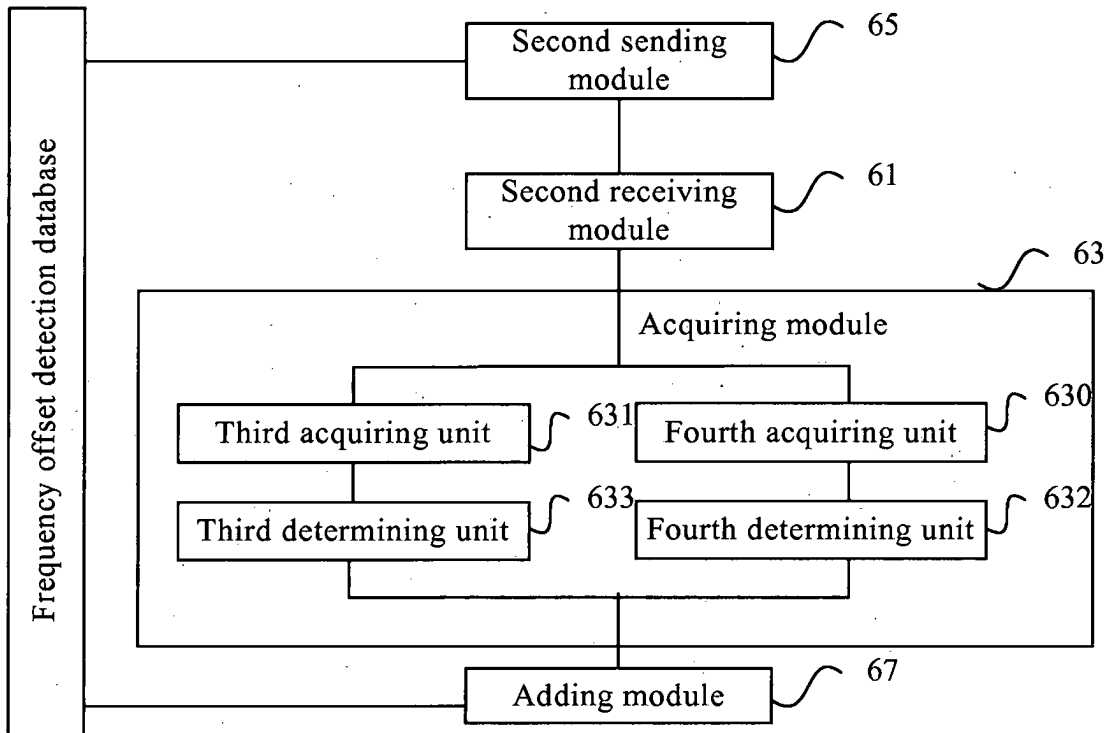 Frequency offset detection database
Second sending
module
65
Second receiving
module
61
63
Acquiring module
Third acquiring unit
631
Fourth acquiring unit
630
Third determining unit
633
Fourth determining unit
632
Adding module
67